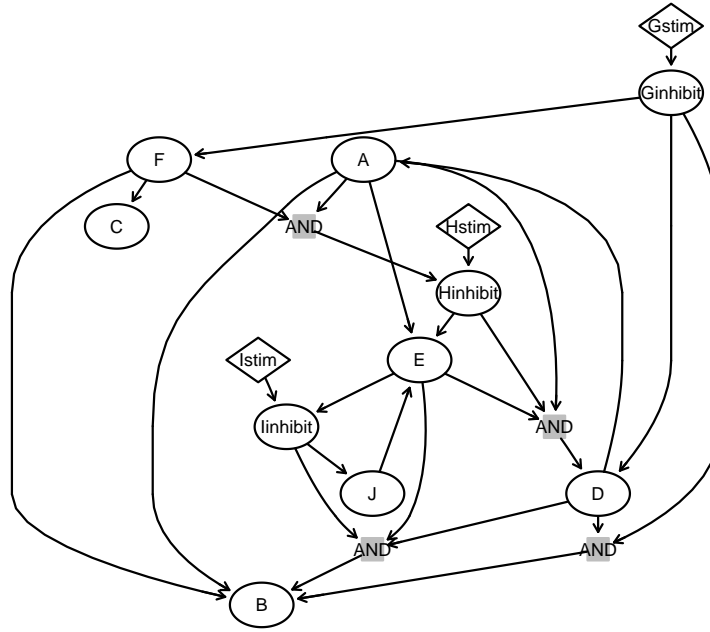 Gstim
Ginhibit
F
A
C
AND
Hstim
Hinhibit
Istim
E
Iinhibit
AND
J
D
AND
AND
B